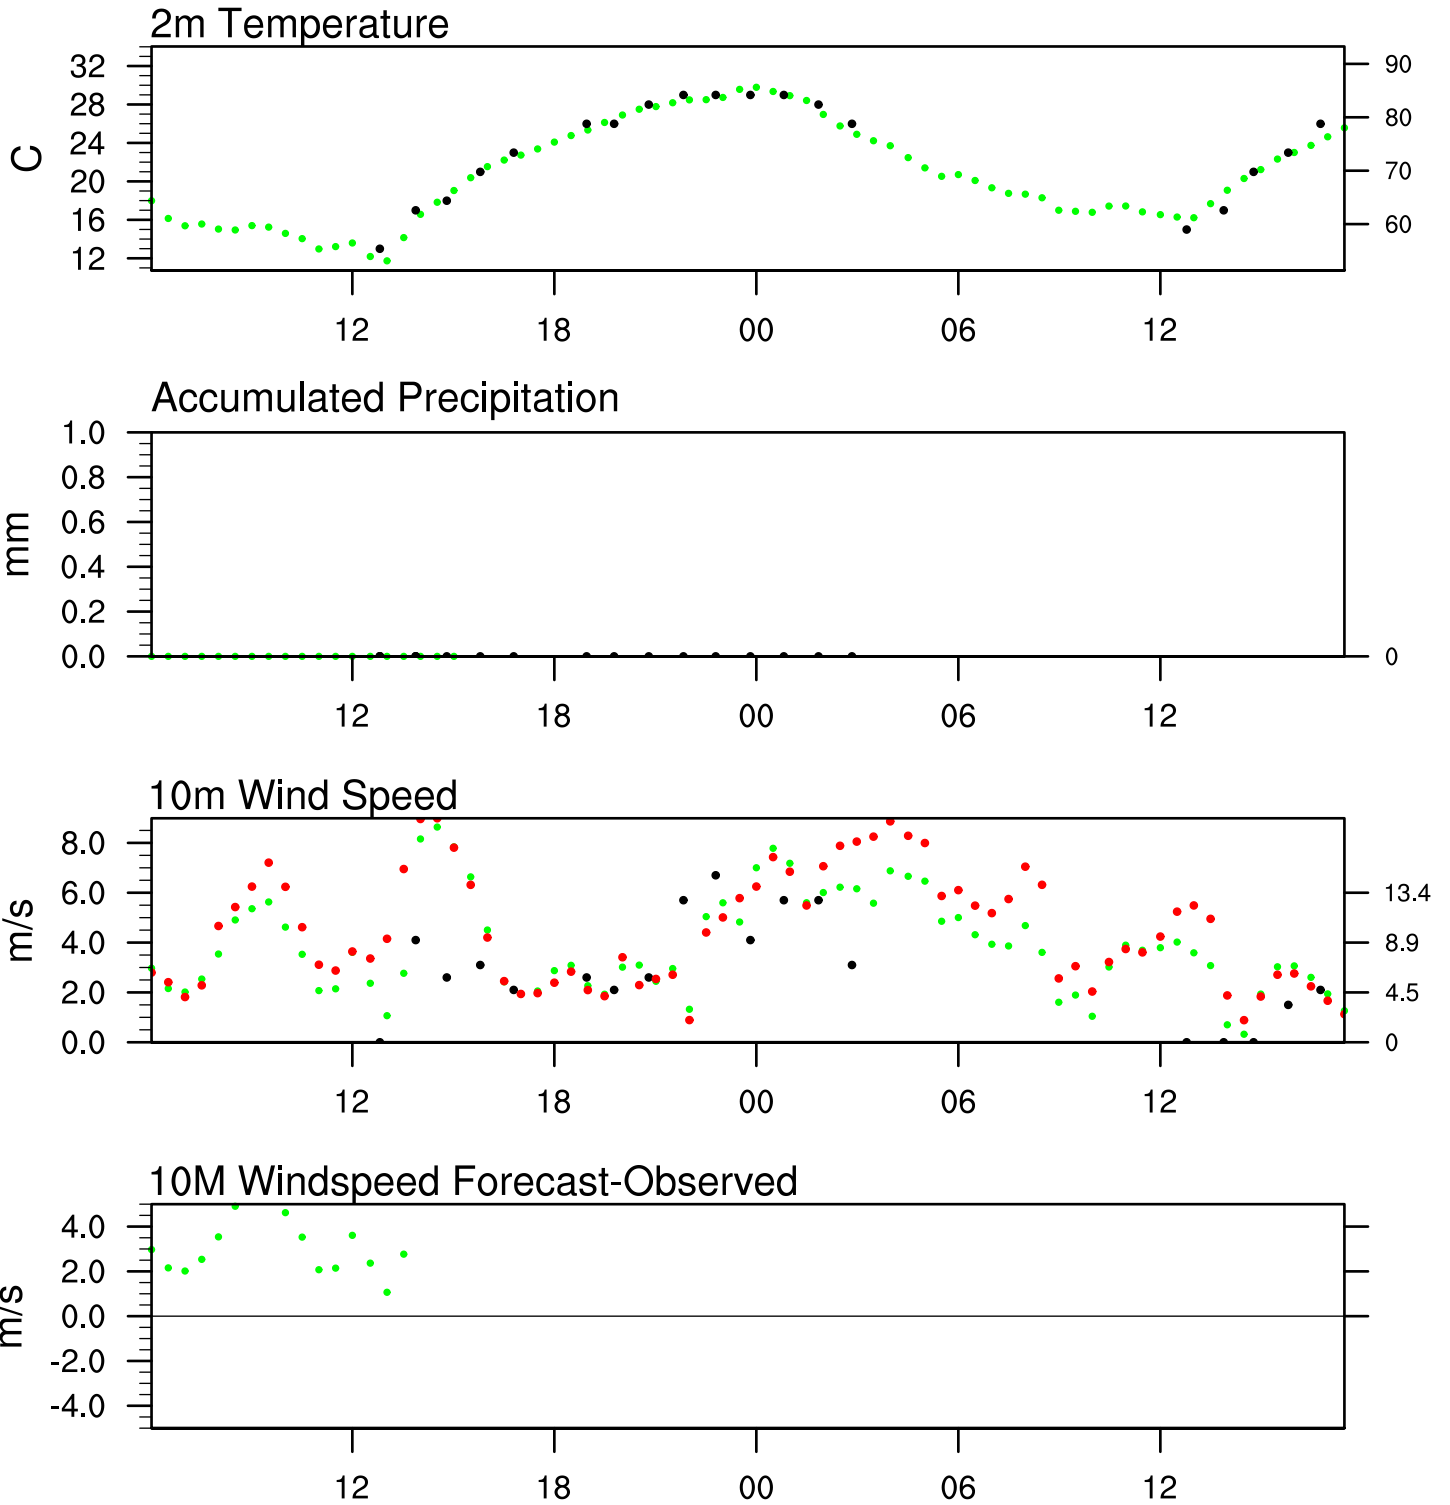 2m Temperature
32 90
28 80
24
20 70
16 60
12
C
12 18 00 06 12
Accumulated Precipitation
1.0
0.8
0.6
0.4
0.2
0.0 0
mm
12 18 00 06 12
10m Wind Speed
8.0
6.0 13.4
4.0 8.9
2.0 4.5
0.0 0
m/s
12 18 00 06 12
10M Windspeed Forecast-Observed
4.0
2.0
0.0
-2.0
-4.0
m/s
12 18 00 06 12